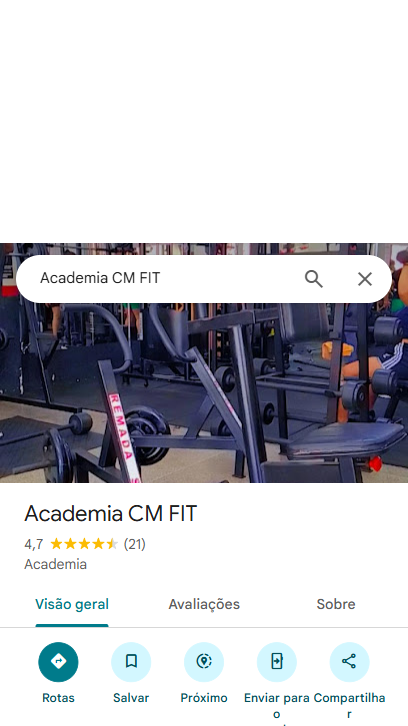 Academia CM FIT
REMADA
Academia CM FIT
4,7 (21)
Academia
Visão geral Avaliações Sobre
Rotas Salvar Próximo Enviar para Compartilha
o r